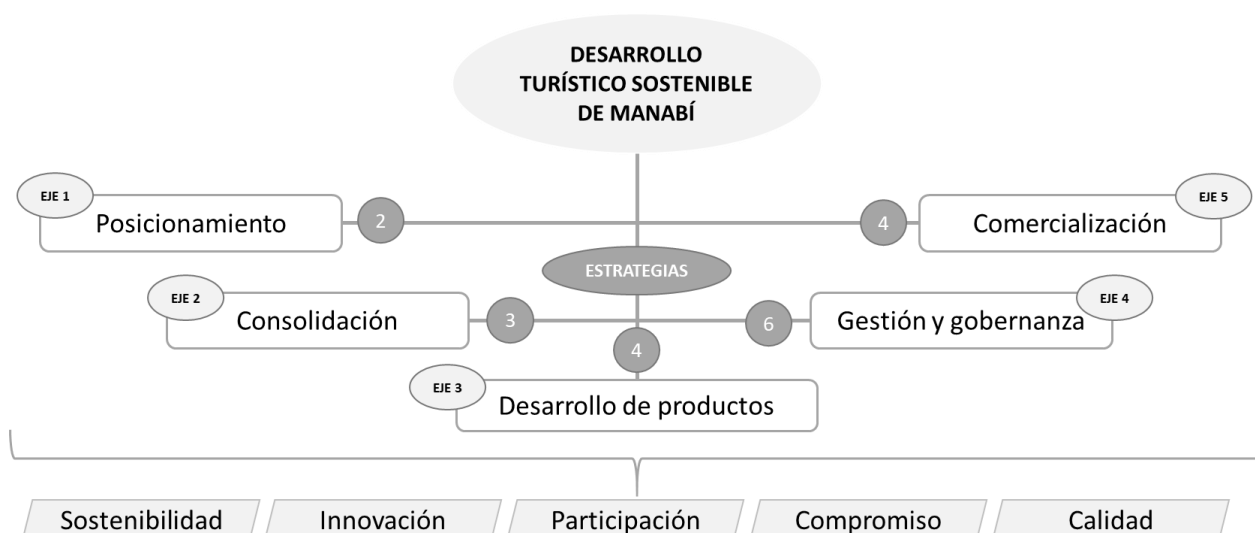 DESARROLLO
TURÍSTICO SOSTENIBLE
DE MANABÍ
EJE 1
Posicionamiento
2
4
Comercialización
EJE 5
ESTRATEGIAS
EJE 2
Consolidación
3
6
Gestión y gobernanza
EJE 4
4
EJE 3
Desarrollo de productos
Sostenibilidad
Innovación
Participación
Compromiso
Calidad